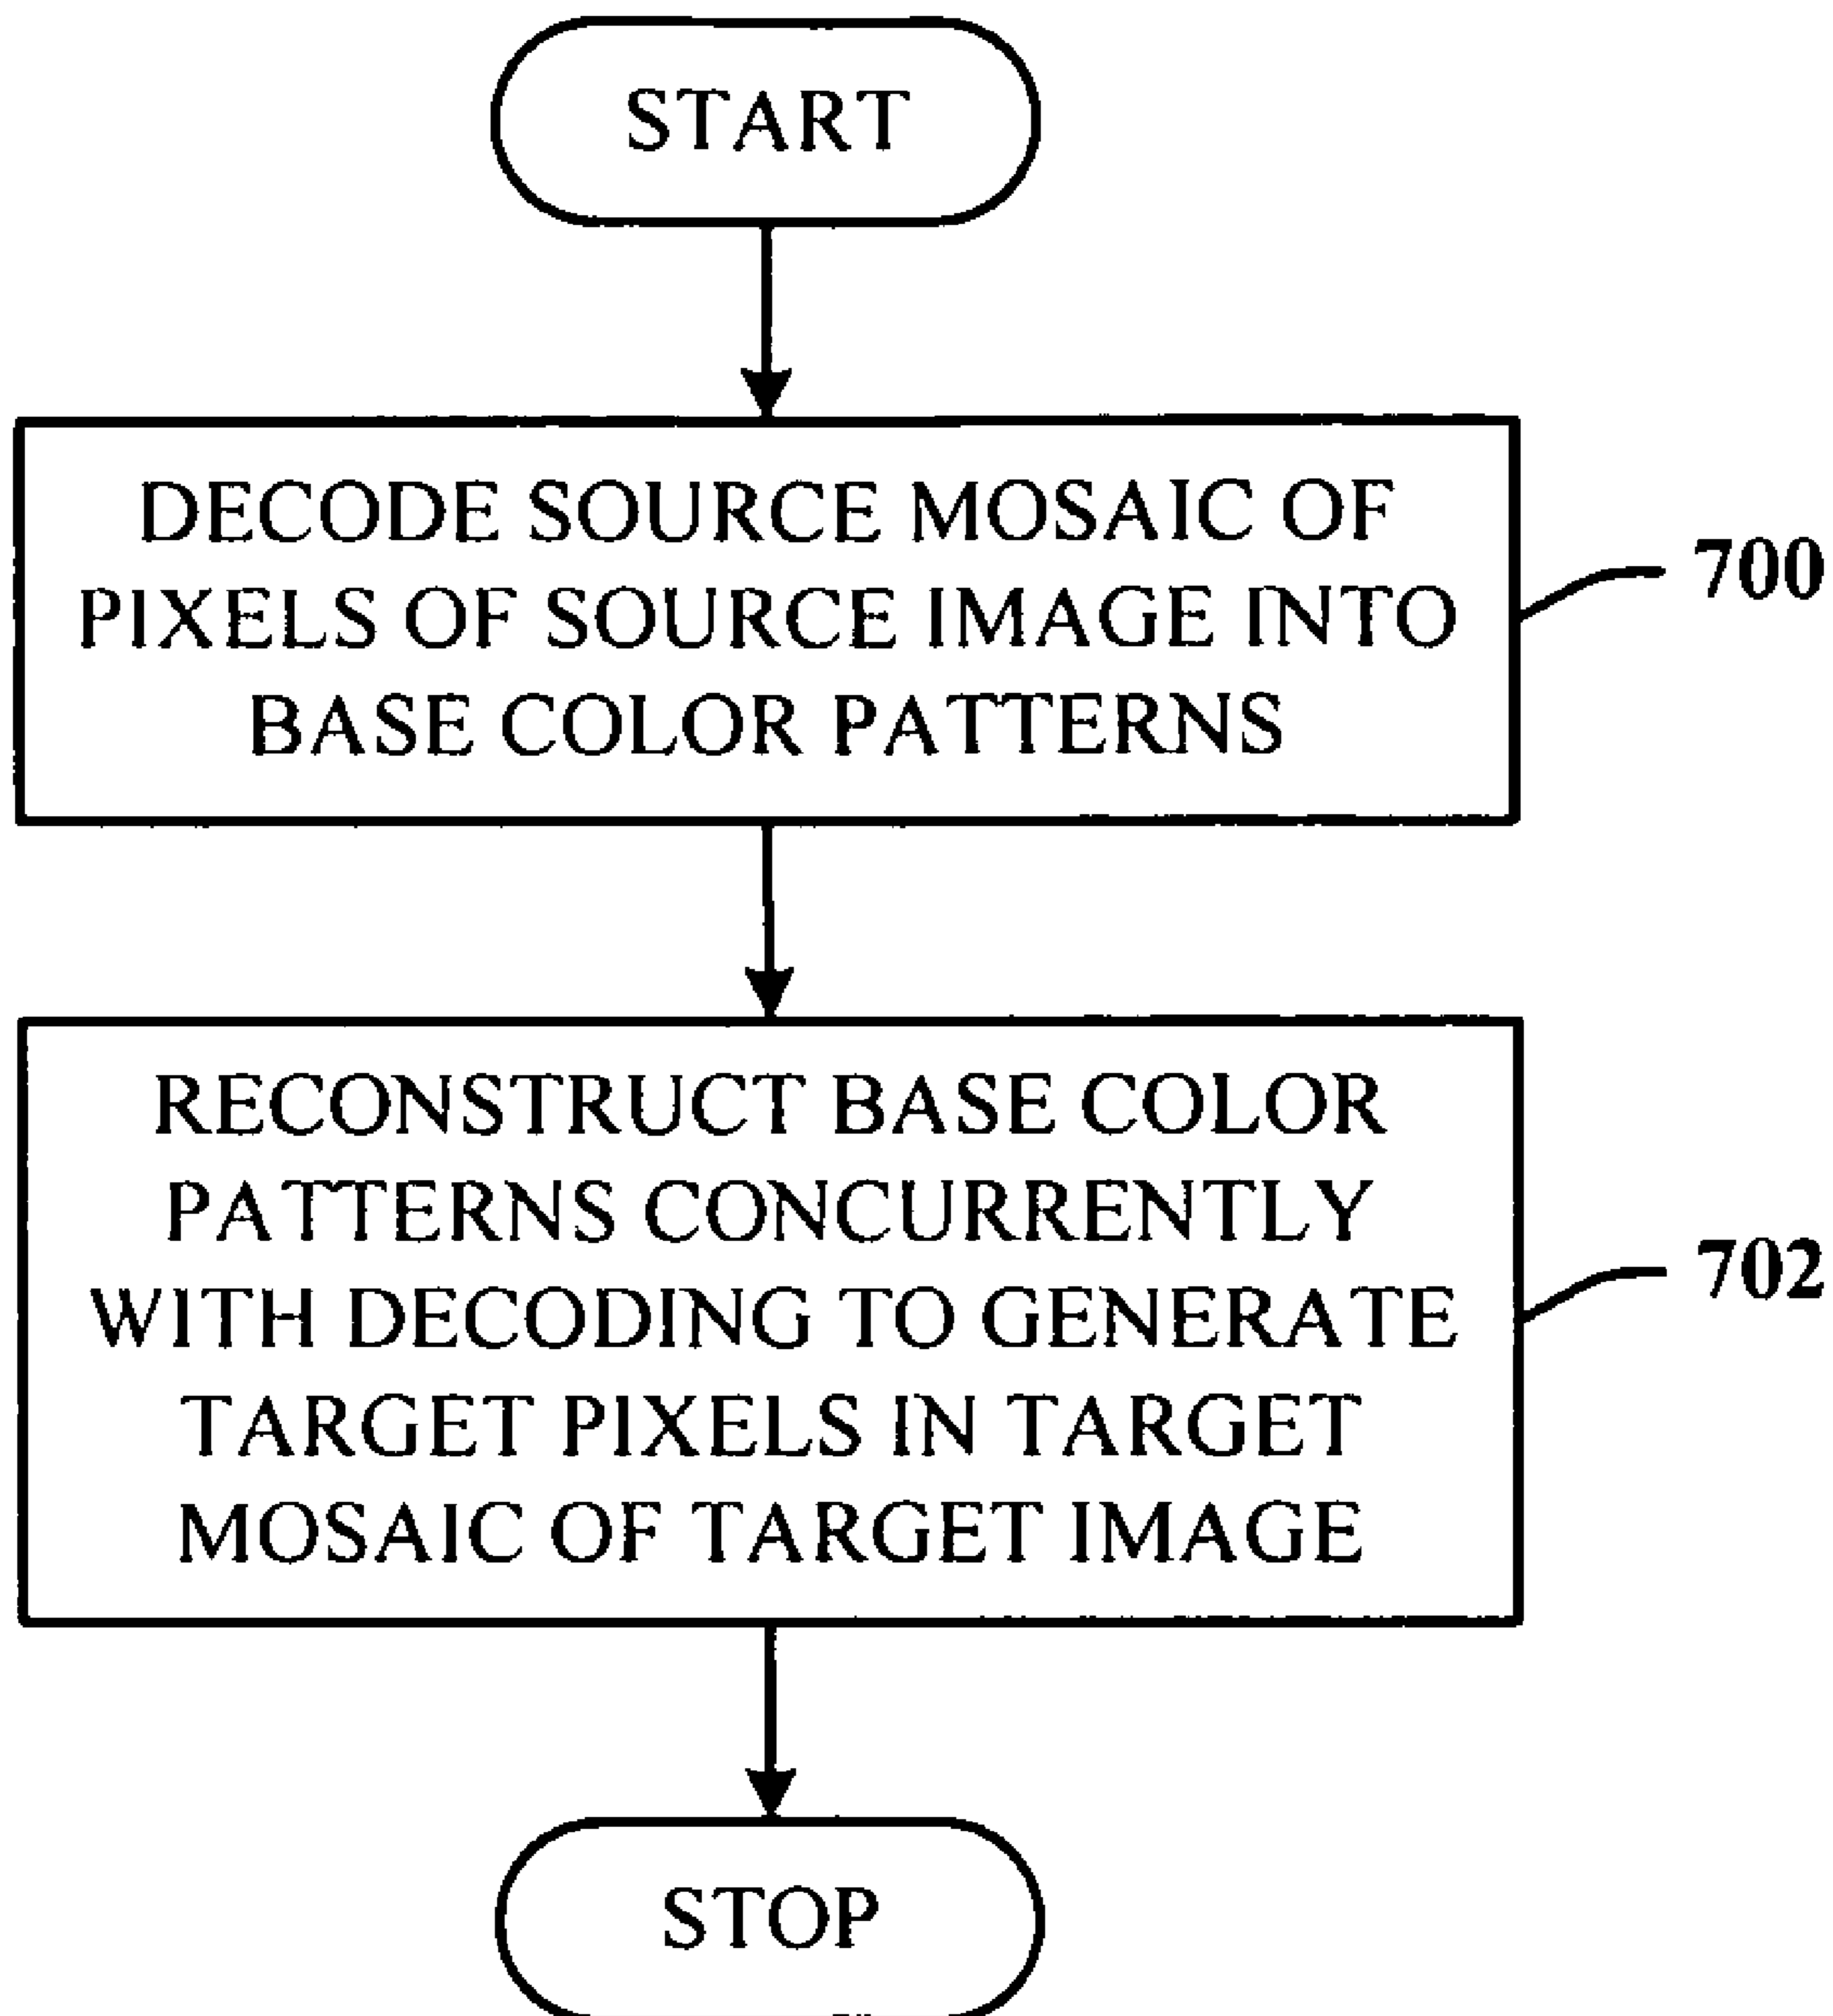 START
DECODE SOURCE MOSAIC OF
PIXELS OF SOURCE IMAGE INTO
BASE COLOR PATTERNS
700
RECONSTRUCT BASE COLOR
PATTERNS CONCURRENTLY
WITH DECODING TO GENERATE
TARGET PIXELS IN TARGET
MOSAIC OF TARGET IMAGE
702
STOP